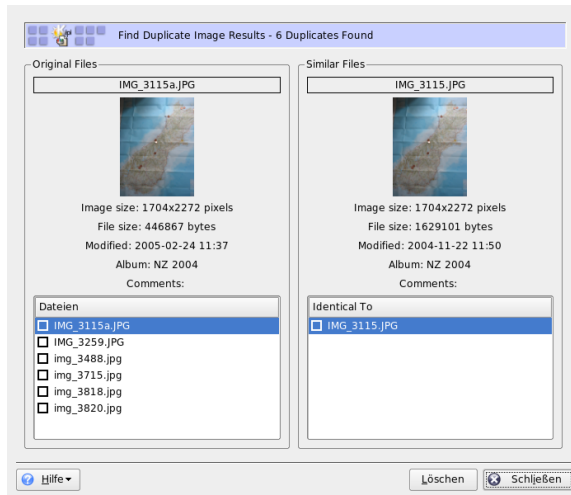 Find Duplicate Image Results - 6 Duplicates Found
Original Files
IMG_3115a.JPG
Image size: 1704x2272 pixels
File size: 446867 bytes
Modified: 2005-02-24 11:37
Album: NZ 2004
Comments:
Dateien
IMG_3115a.JPG
IMG_3259.JPG
img_3488.jpg
img_3715.jpg
img_3818.jpg
img_3820.jpg
Similar Files
IMG_3115.JPG
Image size: 1704x2272 pixels
File size: 1629101 bytes
Modified: 2004-11-22 11:50
Album: NZ 2004
Comments:
Identical To
IMG_3115.JPG
Hilfe
Löschen
Schließen